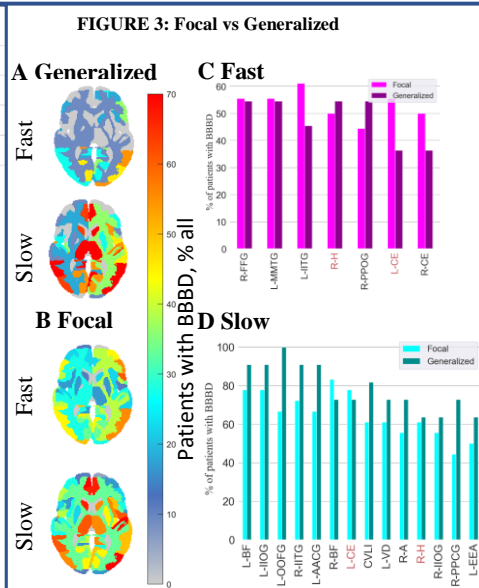 FIGURE 3: Focal vs Generalized
A Generalized
Fast
Slow
B Focal
Fast
Slow
70
60
50
40
30
20
10
0
Patients with BBBD, % all
C Fast
Focal
Generalized
% of patients with BBBD
60
50
40
30
20
10
0
R-FFG
L-MMTG
L-IITG
R-H
R-PPOG
L-CE
R-CE
D Slow
Focal
Generalized
% of patients with BBBD
100
80
60
40
20
0
L-BF
L-IIOG
L-OOFG
R-IITG
L-AACG
R-BF
L-CE
CVLI
L-VD
R-A
R-H
R-IIOG
R-PPCG
L-EEA